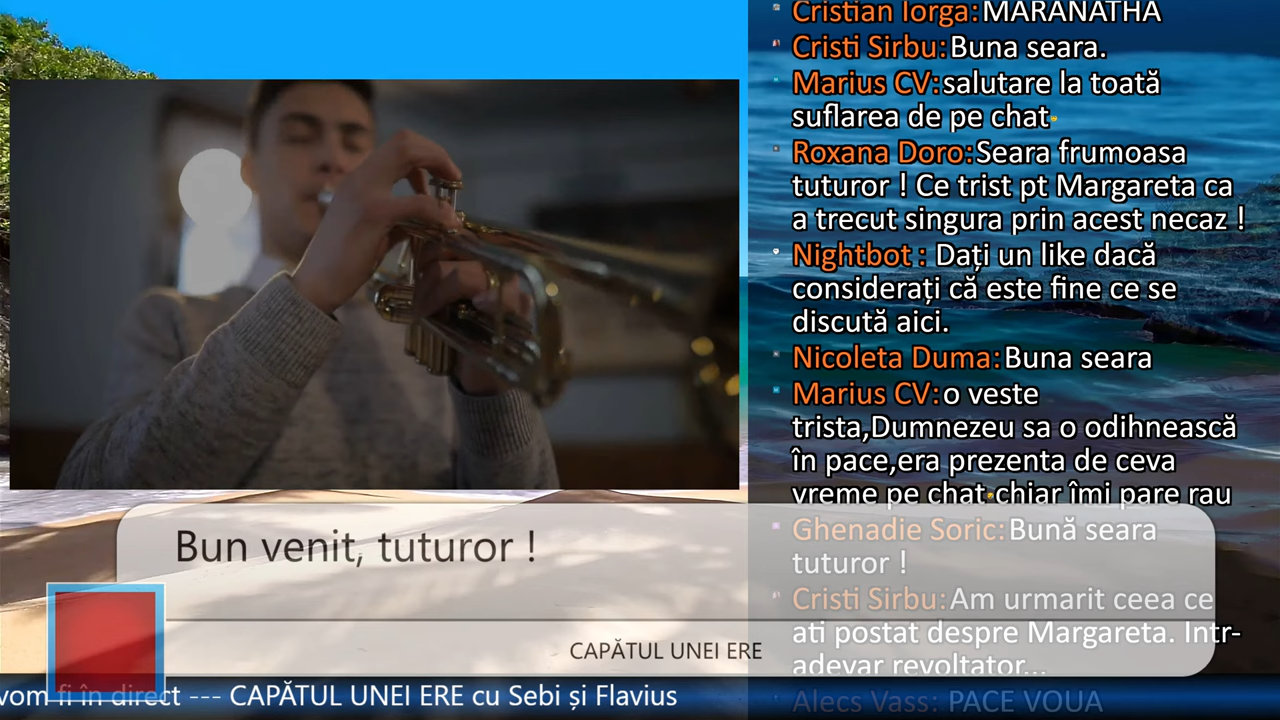 Cristian Iorga: MARANATHA
Cristi Sirbu: Buna seara.
Marius CV: salutare la toată
suflarea de pe chat
Roxana Doro: Seara frumoasa
tuturor ! Ce trist pt Margareta ca
a trecut singura prin acest necaz !
Nightbot : Dați un like dacă
considerați că este fine ce se
discută aici.
Nicoleta Duma: Buna seara
Marius CV: o veste
trista,Dumnezeu sa o odihnească
în pace,era prezenta de ceva
vreme pe chat chiar îmi pare rau
Ghenadie Soric: Bună seara
tuturor !
Cristi Sirbu: Am urmarit ceea ce
ati postat despre Margareta. Intr-
adevar revoltator...
Alecs Vass: PACE VOUA
Bun venit, tuturor !
CAPĂTUL UNEI ERE
vom fi în direct --- CAPĂTUL UNEI ERE cu Sebi și Flavius